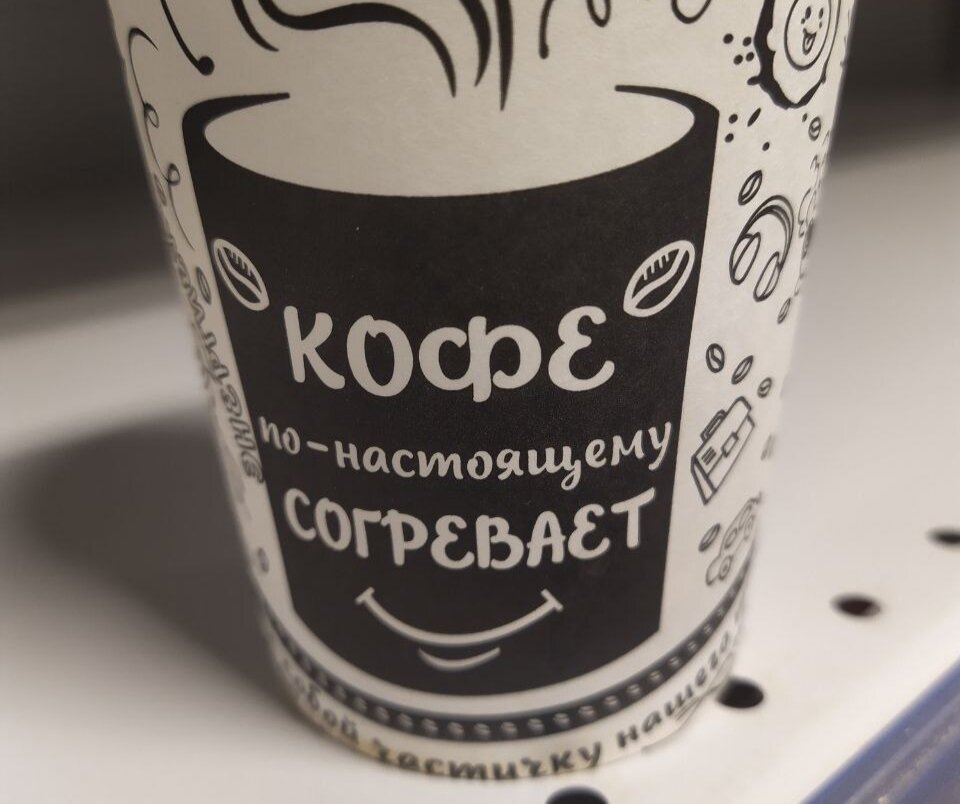 КОФЕ
по-настоящему
СОГРЕВАЕТ
собой частичку нашего